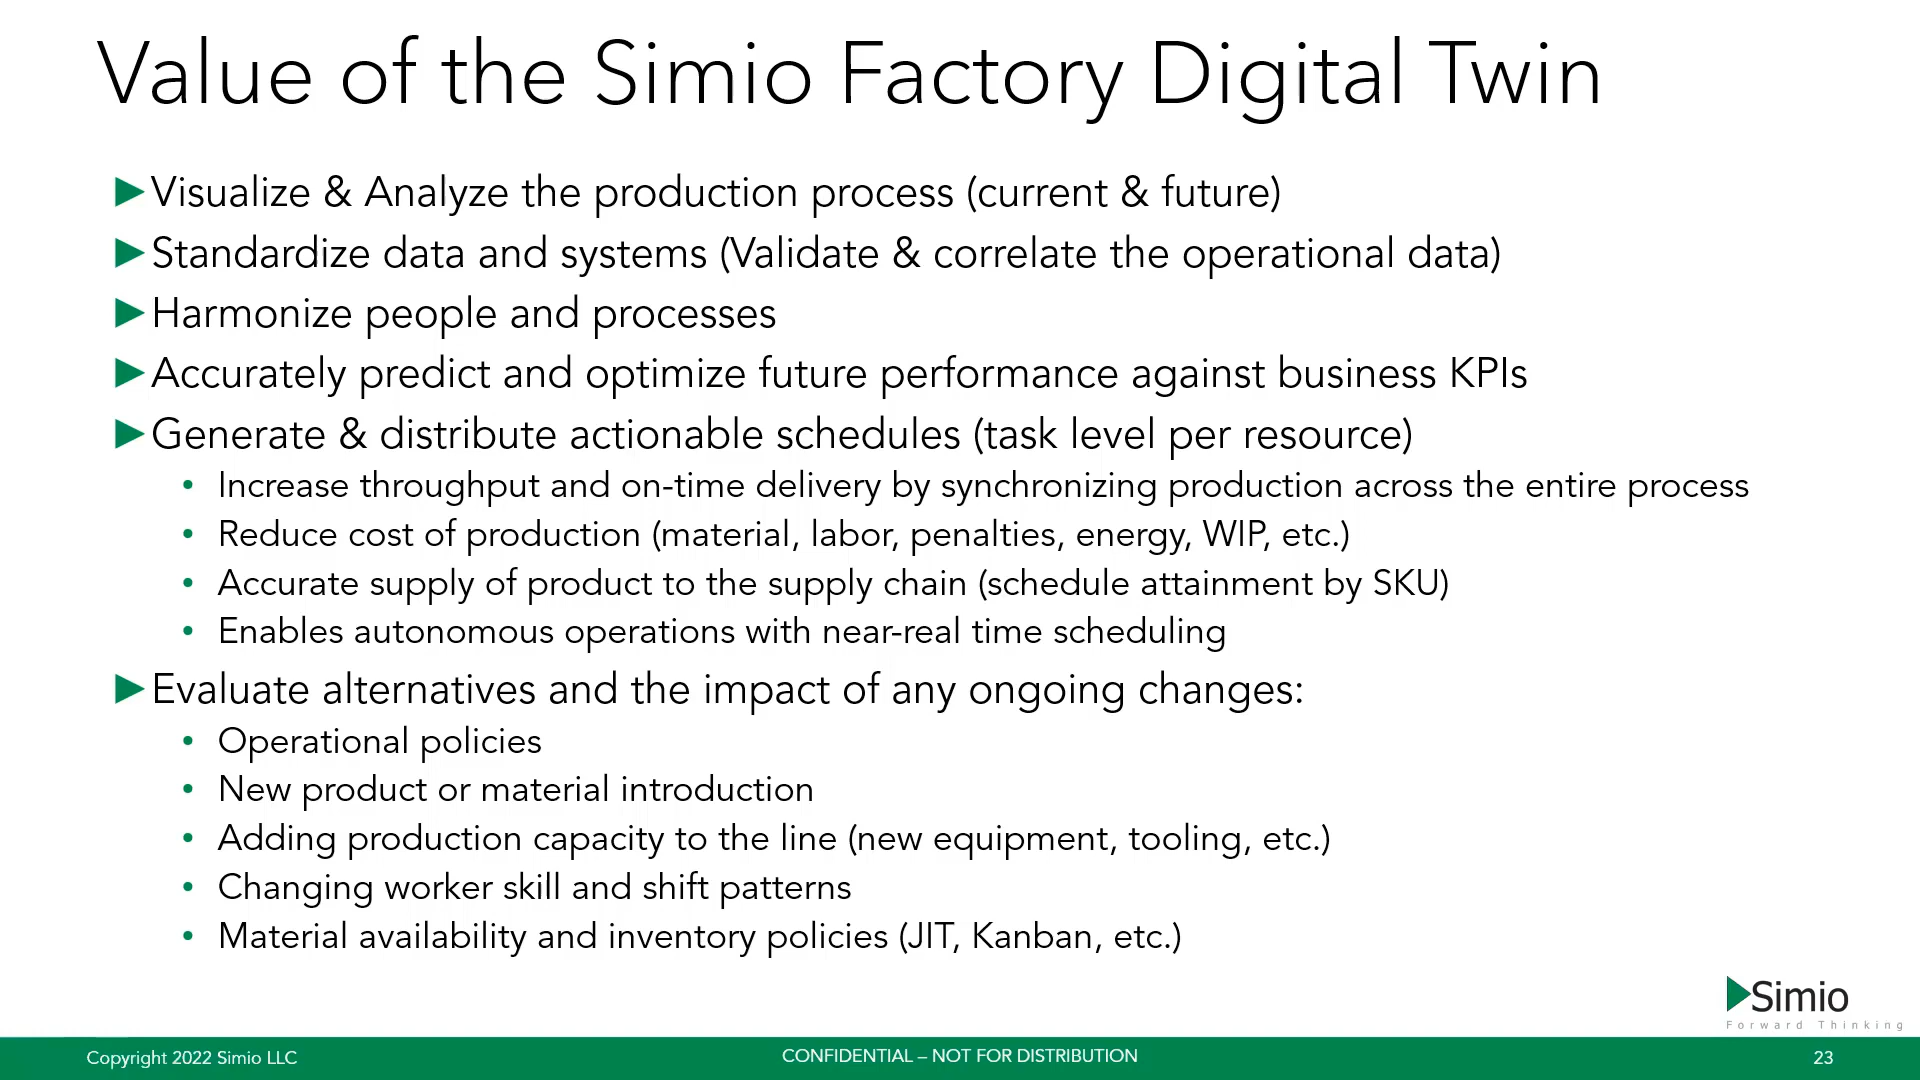 Value of the Simio Factory Digital Twin
Visualize & Analyze the production process (current & future)
Standardize data and systems (Validate & correlate the operational data)
Harmonize people and processes
Accurately predict and optimize future performance against business KPIs
Generate & distribute actionable schedules (task level per resource)
• Increase throughput and on-time delivery by synchronizing production across the entire process
• Reduce cost of production (material, labor, penalties, energy, WIP, etc.)
• Accurate supply of product to the supply chain (schedule attainment by SKU)
• Enables autonomous operations with near-real time scheduling
Evaluate alternatives and the impact of any ongoing changes:
• Operational policies
• New product or material introduction
• Adding production capacity to the line (new equipment, tooling, etc.)
• Changing worker skill and shift patterns
• Material availability and inventory policies (JIT, Kanban, etc.)
Simio
Forward Thinking
Copyright 2022 Simio LLC
CONFIDENTIAL – NOT FOR DISTRIBUTION
23